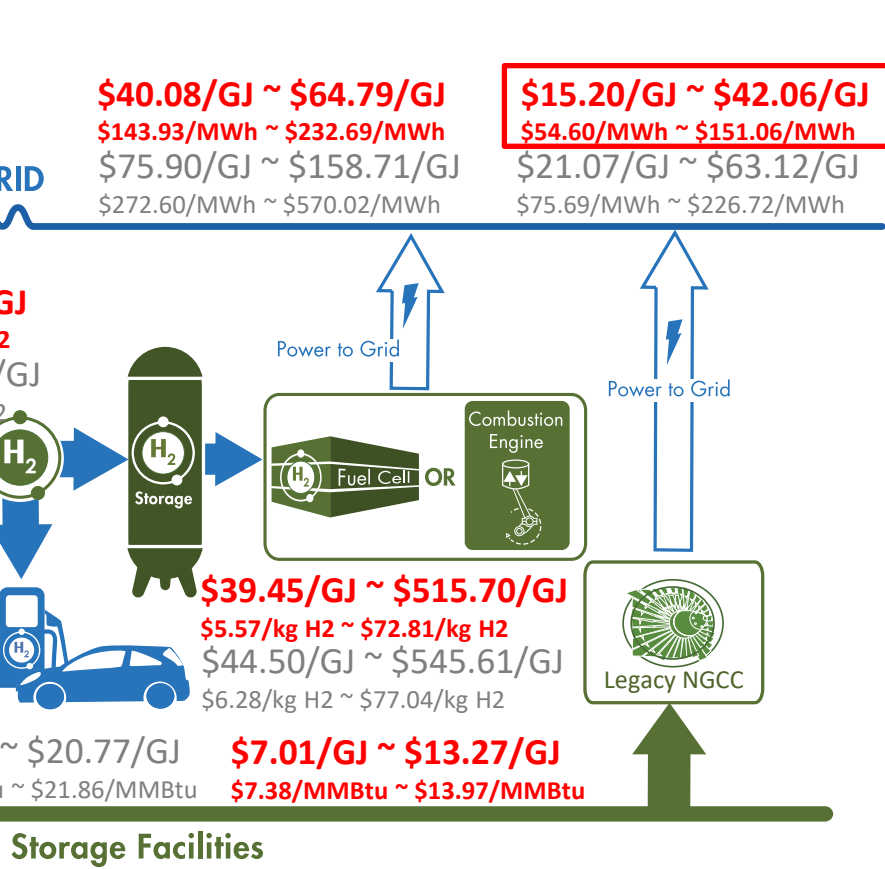 $40.08/GJ ~ $64.79/GJ
$143.93/MWh ~ $232.69/MWh
$75.90/GJ ~ $158.71/GJ
$272.60/MWh ~ $570.02/MWh
$15.20/GJ ~ $42.06/GJ
$54.60/MWh ~ $151.06/MWh
$21.07/GJ ~ $63.12/GJ
$75.69/MWh ~ $226.72/MWh
RID
GJ
2
/GJ
Power to Grid
Power to Grid
H2
H2
Storage
H2
Fuel Cell
OR
Combustion
Engine
$39.45/GJ ~ $515.70/GJ
$5.57/kg H2 ~ $72.81/kg H2
$44.50/GJ ~ $545.61/GJ
$6.28/kg H2 ~ $77.04/kg H2
H2
Legacy NGCC
~ $20.77/GJ
~ $21.86/MMBtu
$7.01/GJ ~ $13.27/GJ
$7.38/MMBtu ~ $13.97/MMBtu
Storage Facilities